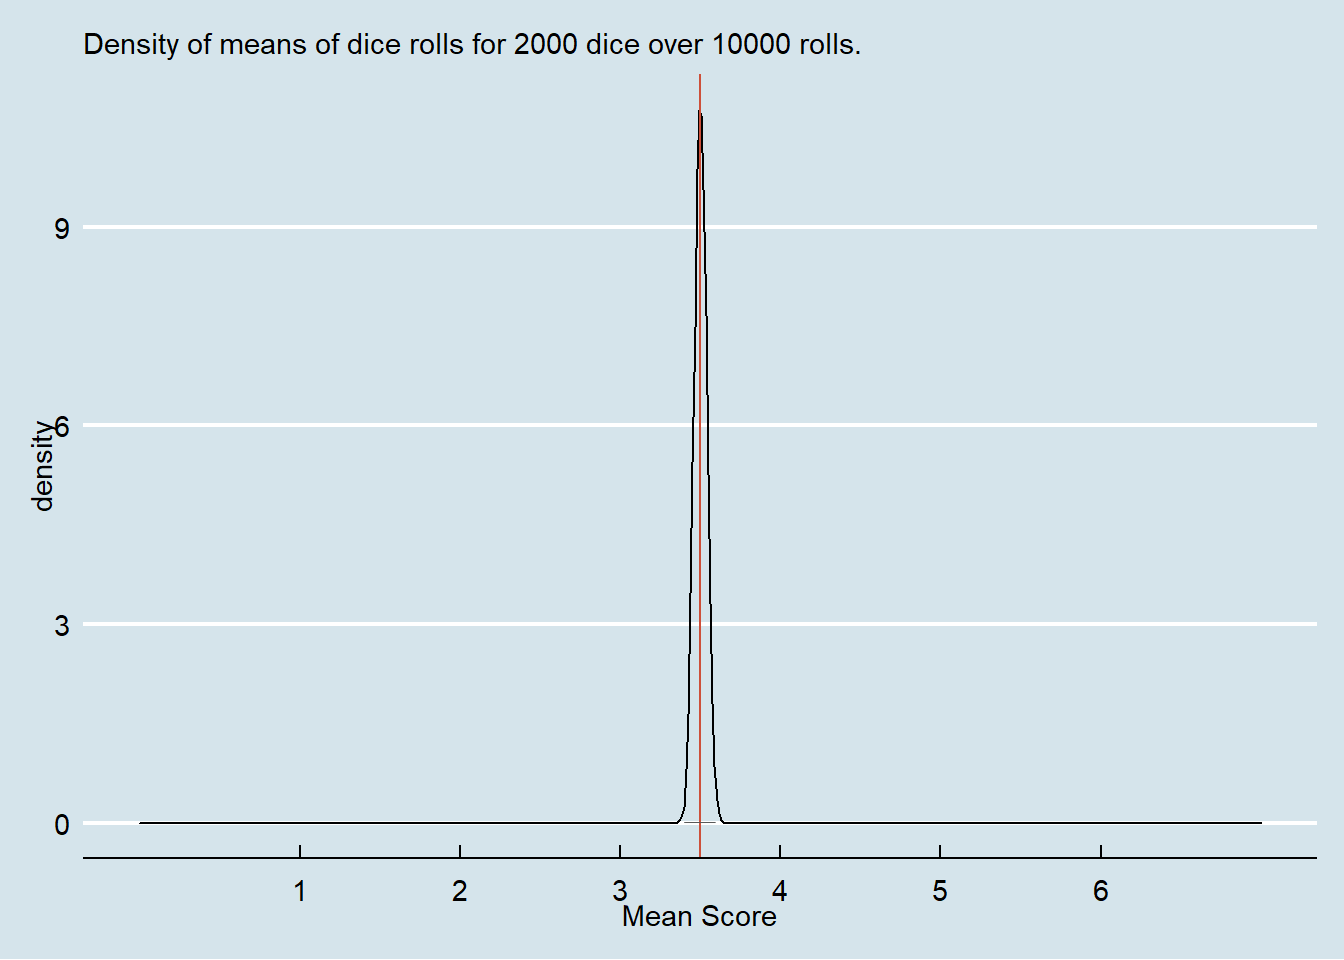 Density of means of dice rolls for 2000 dice over 10000 rolls.
9
6
3
0
density
1 2 3 4 5 6
Mean Score